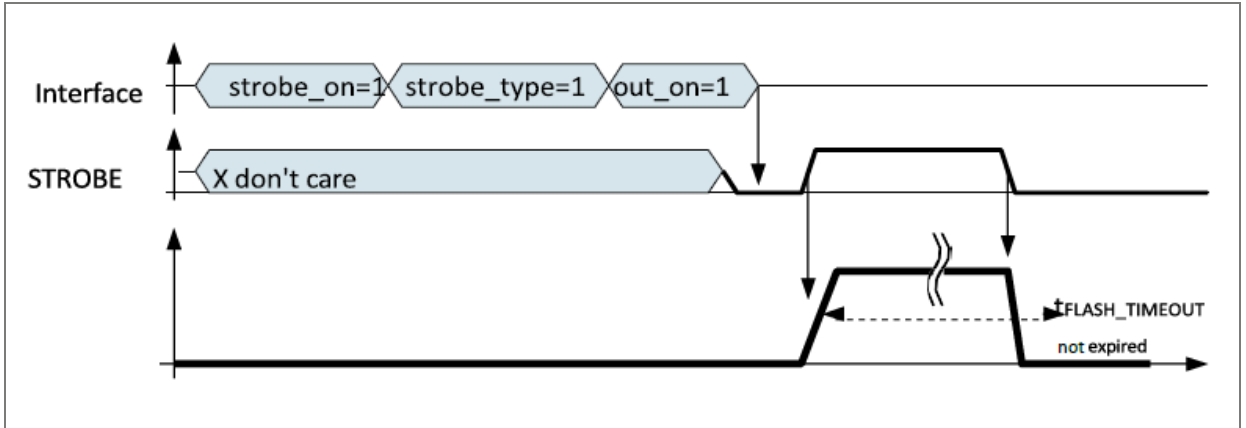 Interface
strobe_on=1 strobe_type=1 out_on=1
STROBE
X don't care
tFLASH_TIMEOUT
not expired